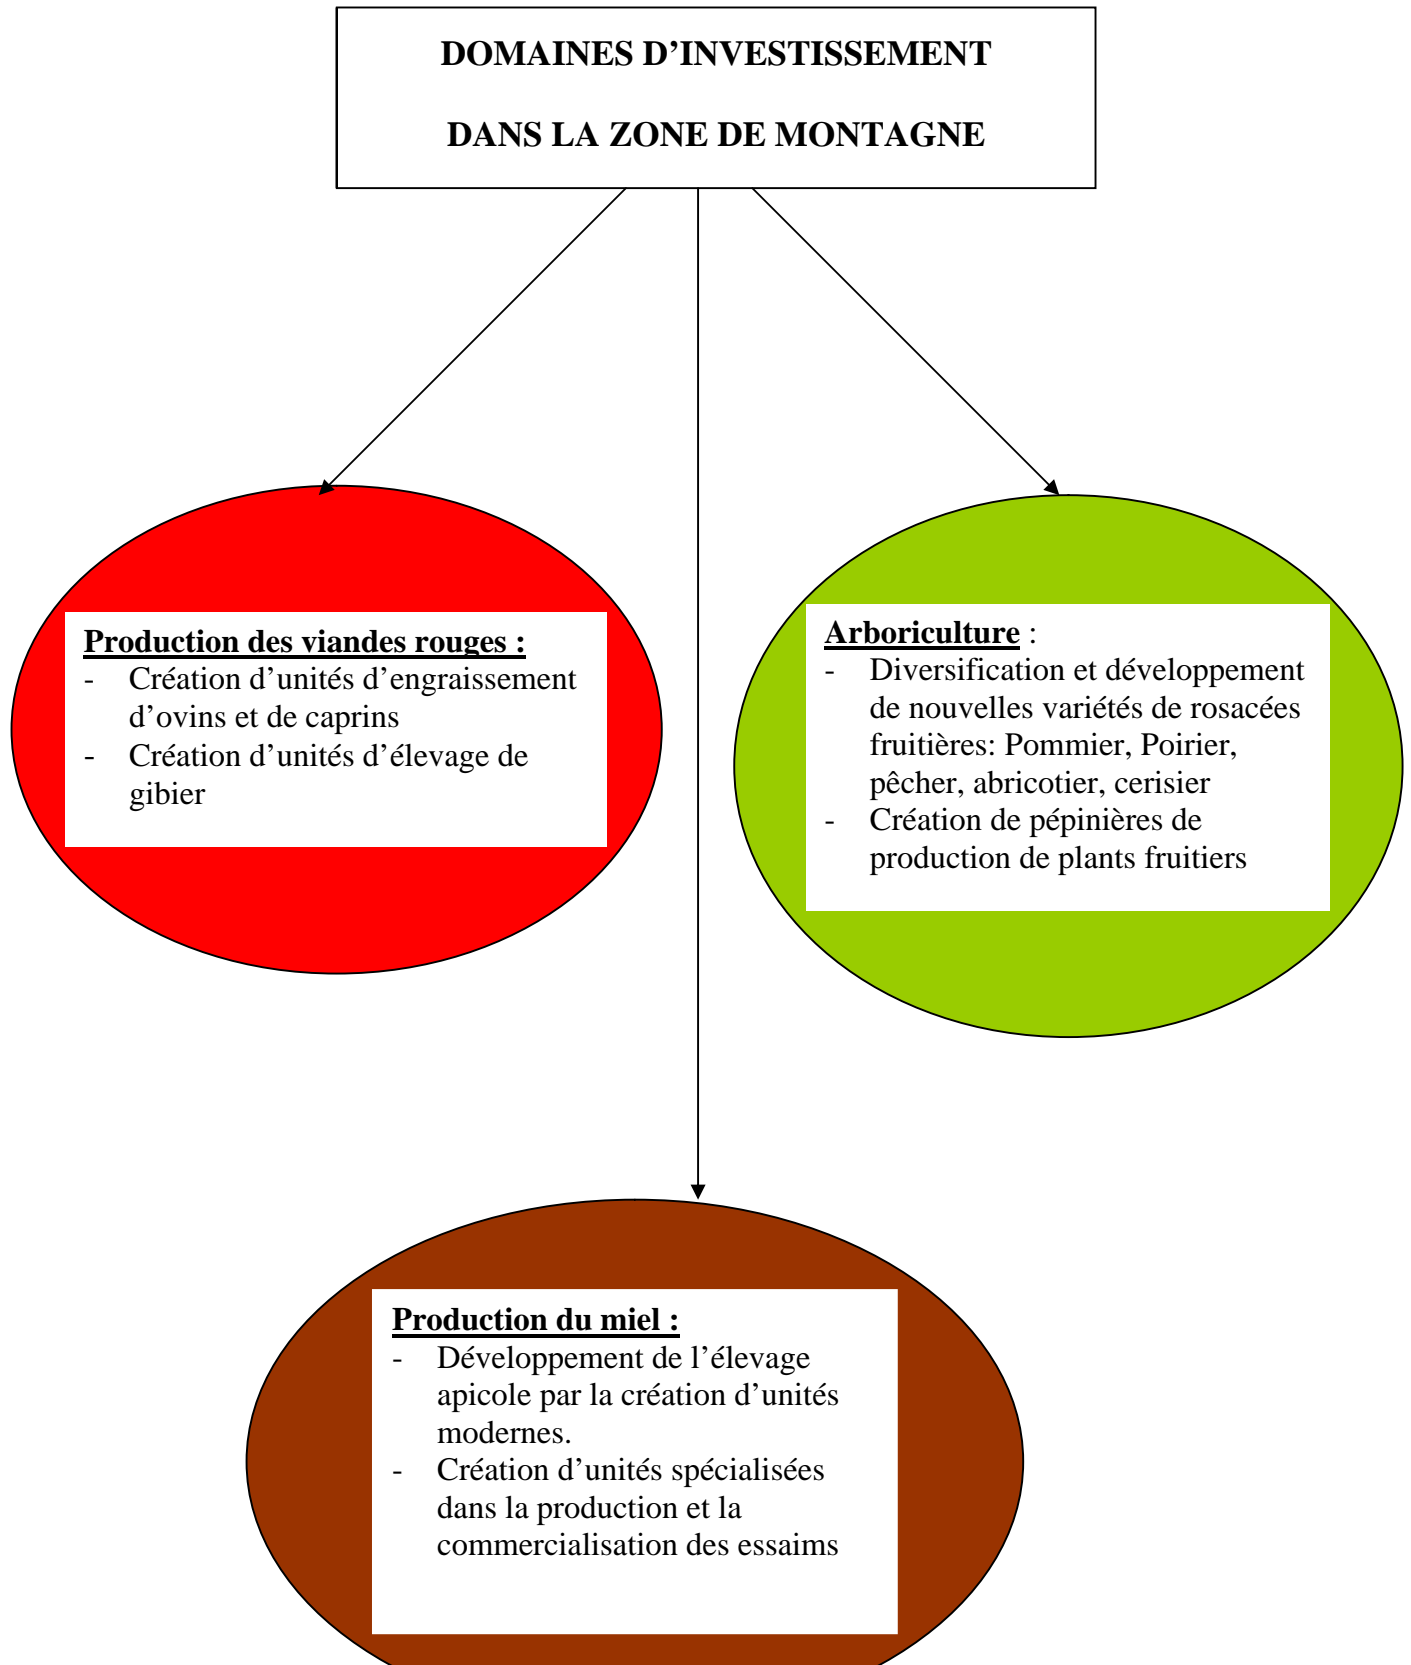 DOMAINES D’INVESTISSEMENT
DANS LA ZONE DE MONTAGNE
Production des viandes rouges :
- Création d’unités d’engraissement
d’ovins et de caprins
- Création d’unités d’élevage de
gibier
Arboriculture :
- Diversification et développement
de nouvelles variétés de rosacées
fruitières: Pommier, Poirier,
pêcher, abricotier, cerisier
- Création de pépinières de
production de plants fruitiers
Production du miel :
- Développement de l’élevage
apicole par la création d’unités
modernes.
- Création d’unités spécialisées
dans la production et la
commercialisation des essaims